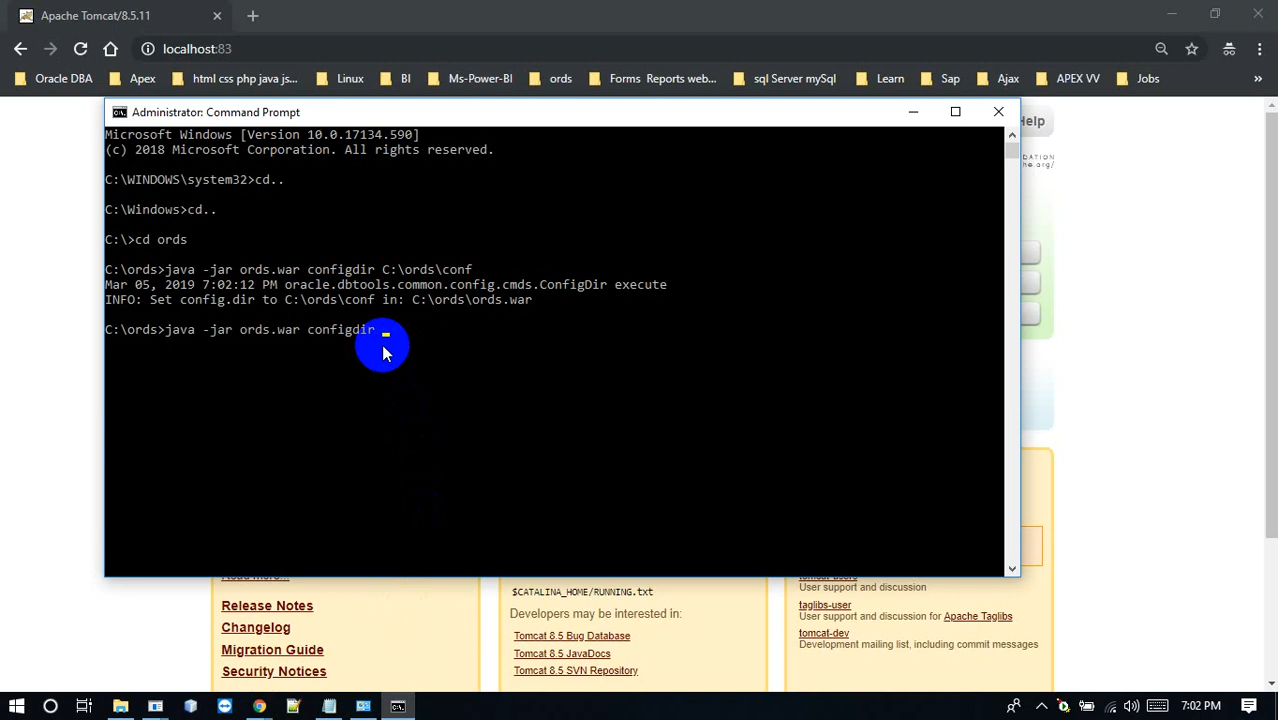 Apache Tomcat/8.5.11
localhost:83
Oracle DBA
Apex
html css php java js...
Linux
BI
Ms-Power-BI
ords
Forms Reports web...
sql Server mySql
Learn
Sap
Ajax
APEX VV
Jobs
»
Administrator: Command Prompt
Help
Microsoft Windows [Version 10.0.17134.590]
(c) 2018 Microsoft Corporation. All rights reserved.
C:\WINDOWS\system32>cd..
C:\Windows>cd..
C:\>cd ords
C:\ords>java -jar ords.war configdir C:\ords\conf
Mar 05, 2019 7:02:12 PM oracle.dbtools.common.config.cmds.ConfigDir execute
INFO: Set config.dir to C:\ords\conf in: C:\ords\ords.war
C:\ords>java -jar ords.war configdir
Release Notes
Changelog
Migration Guide
Security Notices
$CATALINA_HOME/RUNNING.txt
Developers may be interested in:
Tomcat 8.5 Bug Database
Tomcat 8.5 JavaDocs
Tomcat 8.5 SVN Repository
User support and discussion
taglibs-user
User support and discussion for Apache Taglibs
tomcat-dev
Development mailing list, including commit messages
7:02 PM